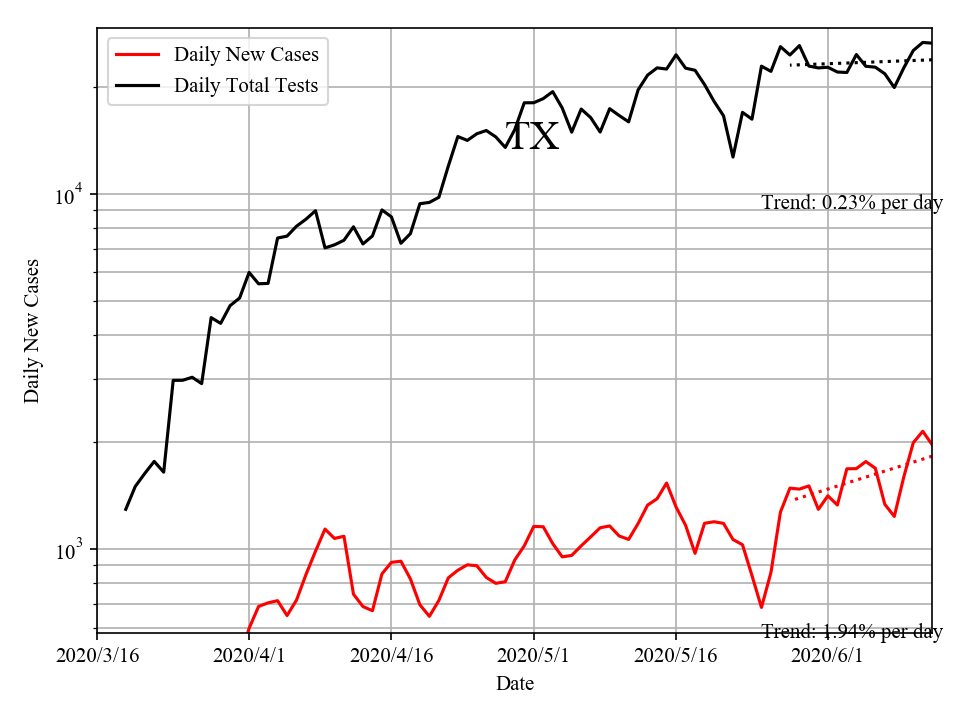 Daily New Cases
Daily Total Tests
TX
10^4
Trend: 0.23% per day
Daily New Cases
10^3
Trend: 1.94% per day
2020/3/16 2020/4/1 2020/4/16 2020/5/1 2020/5/16 2020/6/1
Date